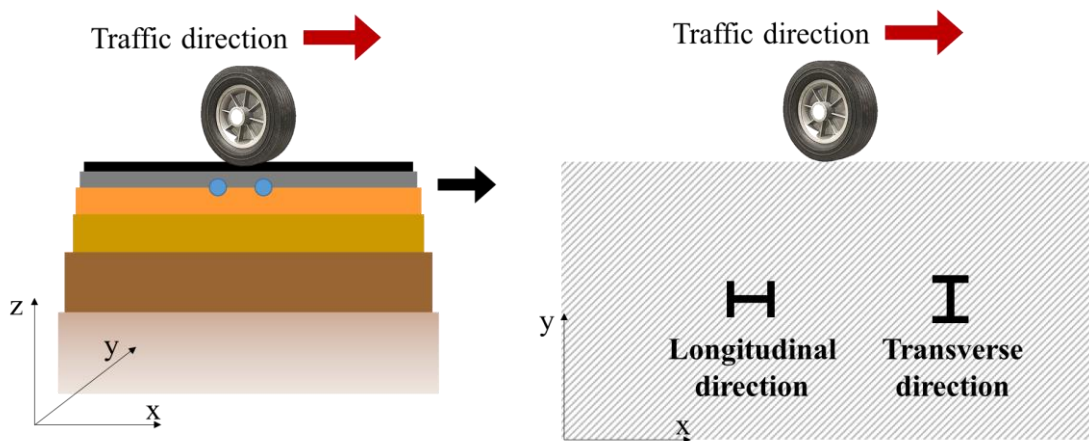 Traffic direction
z
y
x
Traffic direction
y
Longitudinal
direction
Transverse
direction
x